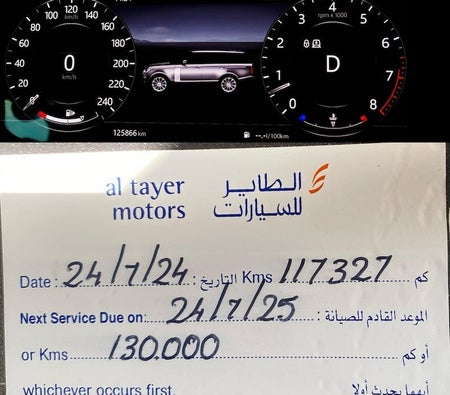 100 120 140
80 160
60 180
40 200
20 220
240
0
km/h
125866 km
--.-l/100km
3 4 5
rpm x 1000
2 6
1 7
0 8
D
al tayer
motors
الطاير
للسيارات
Date: 24/7/24 التاريخ: Kms 117327 كم
Next Service Due on: 24/7/25 الموعد القادم للصيانة:
or Kms 130.000 أو كم
whichever occurs first. أيهما يحدث أولا